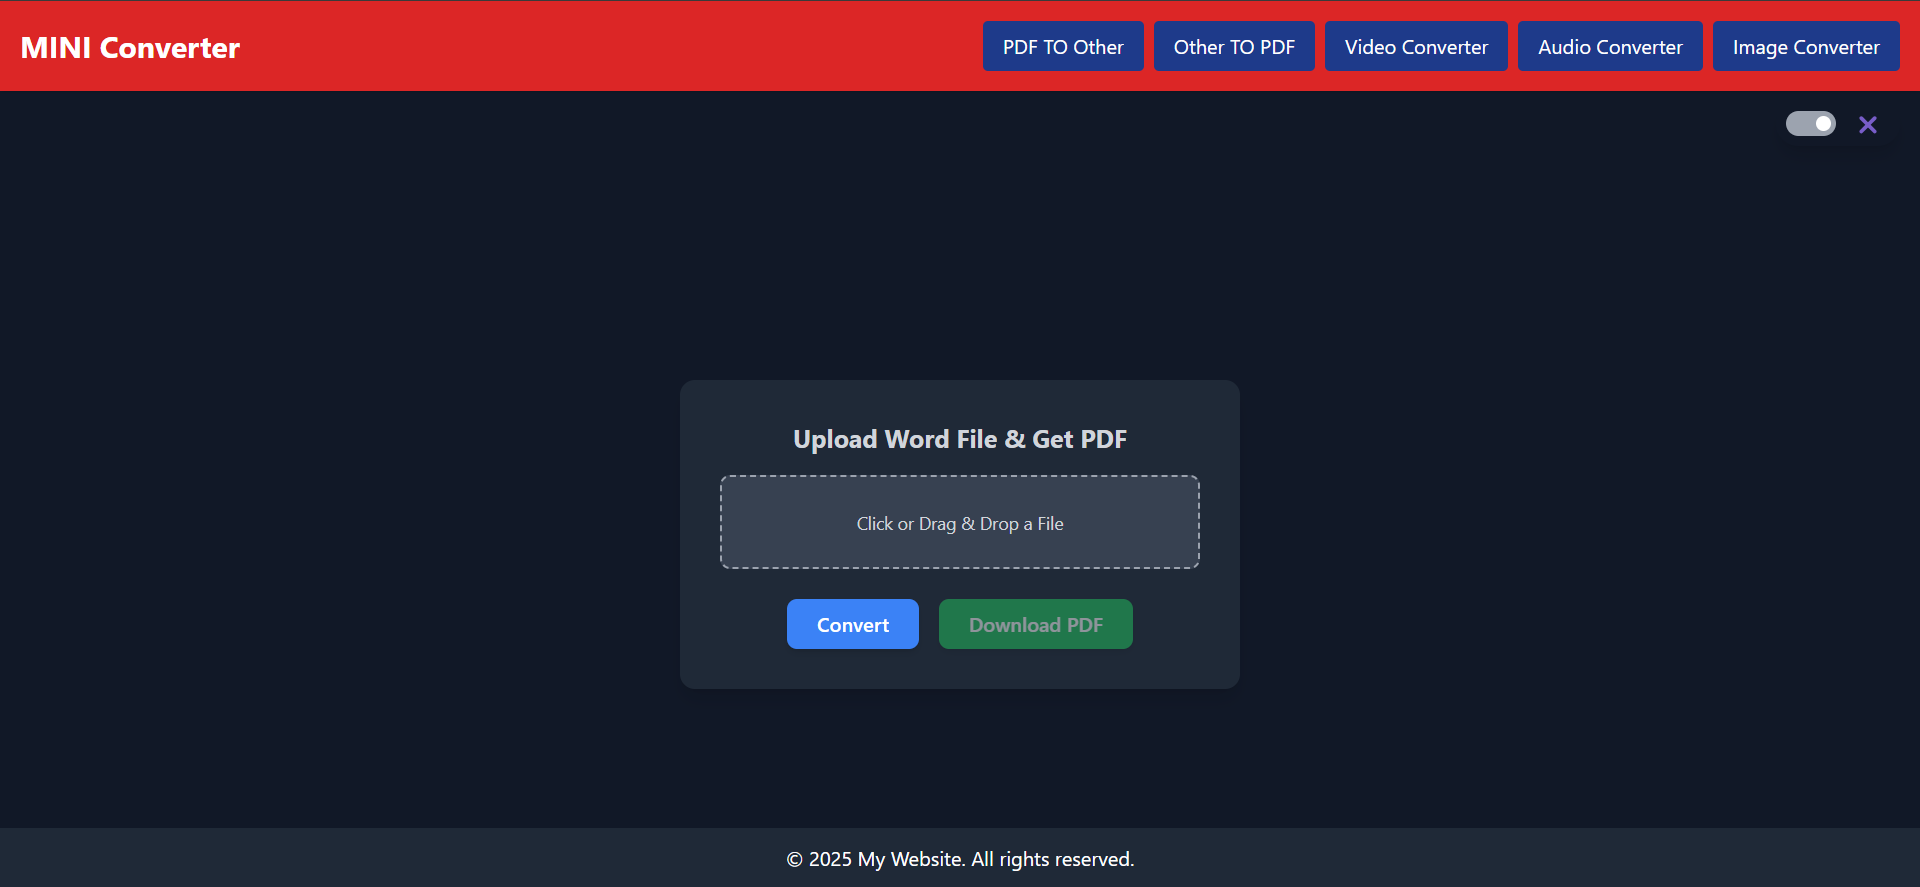 MINI Converter
PDF TO Other
Other TO PDF
Video Converter
Audio Converter
Image Converter
Upload Word File & Get PDF
Click or Drag & Drop a File
Convert
Download PDF
© 2025 My Website. All rights reserved.